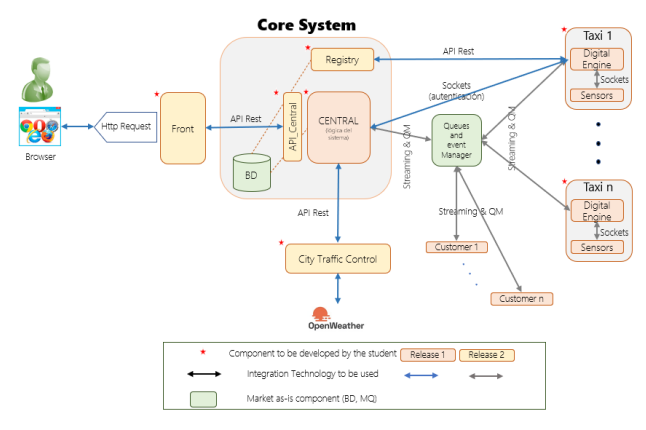 Core System
Taxi 1
Registry
API Rest
Digital
Engine
Sockets
Sensors
Sockets
(autenticación)
Http Request
Front
API Rest
API_Central
CENTRAL
(lógica del
sistema)
Queues
and
event
Manager
Streaming & QM
Streaming & QM
Browser
BD
Streaming & QM
API Rest
Taxi n
Digital
Engine
Sockets
Sensors
City Traffic Control
Customer 1
Customer n
OpenWeather
Component to be developed by the student
Release 1
Release 2
Integration Technology to be used
Market as-is component (BD, MQ)